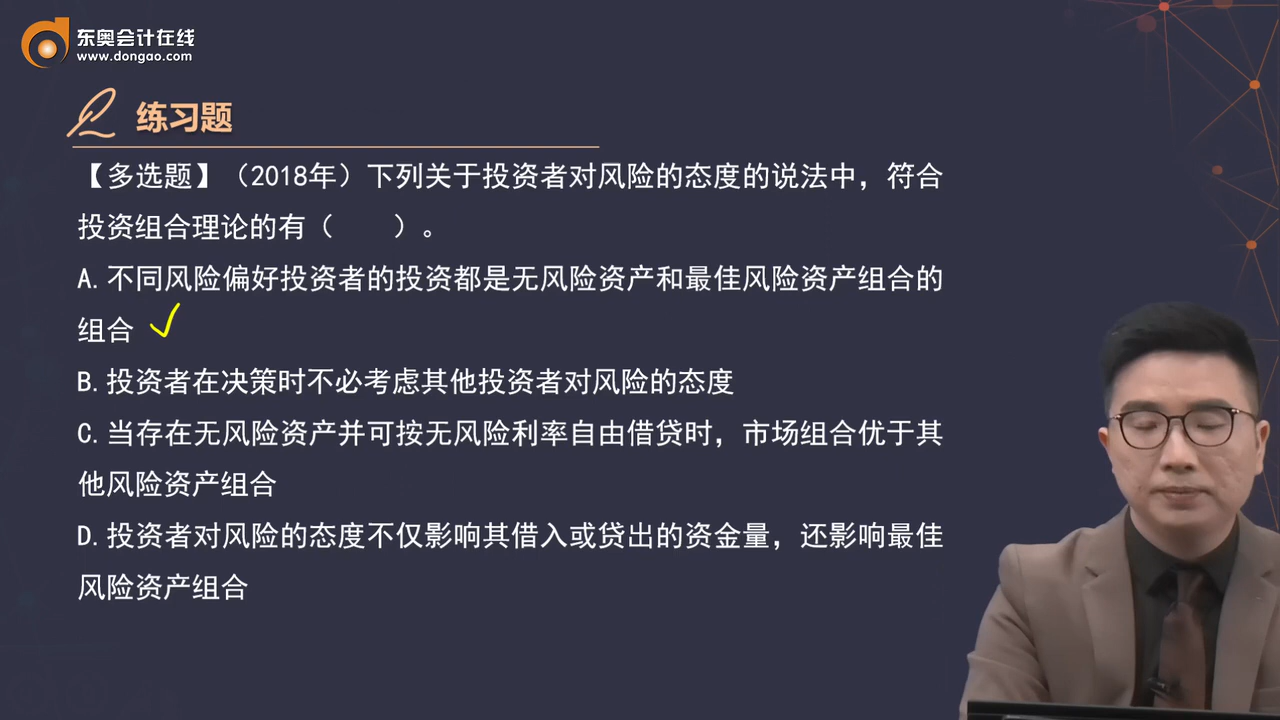 东奥会计在线
www.dongao.com
练习题
【多选题】（2018年）下列关于投资者对风险的态度的说法中，符合
投资组合理论的有（　　）。
A.不同风险偏好投资者的投资都是无风险资产和最佳风险资产组合的
组合
B.投资者在决策时不必考虑其他投资者对风险的态度
C.当存在无风险资产并可按无风险利率自由借贷时，市场组合优于其
他风险资产组合
D.投资者对风险的态度不仅影响其借入或贷出的资金量，还影响最佳
风险资产组合